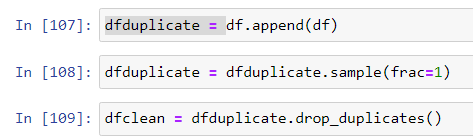 In [107]: dfduplicate = df.append(df)
In [108]: dfduplicate = dfduplicate.sample(frac=1)
In [109]: dfclean = dfduplicate.drop_duplicates()